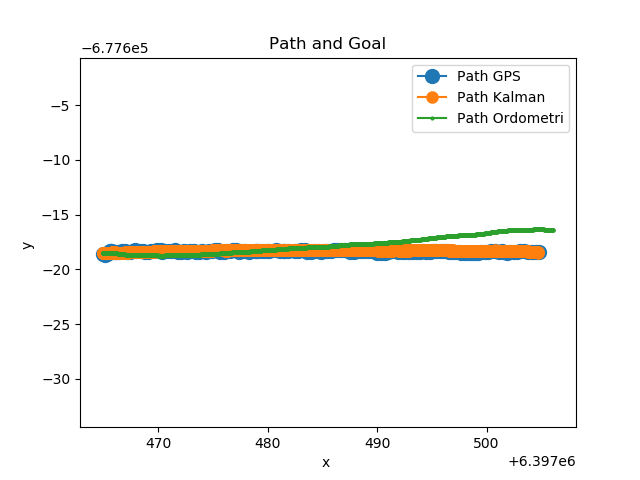 Path and Goal
−6.776e5
Path GPS
Path Kalman
Path Ordometri
−5
−10
−15
−20
−25
−30
y
470
480
490
500
x
+6.397e6